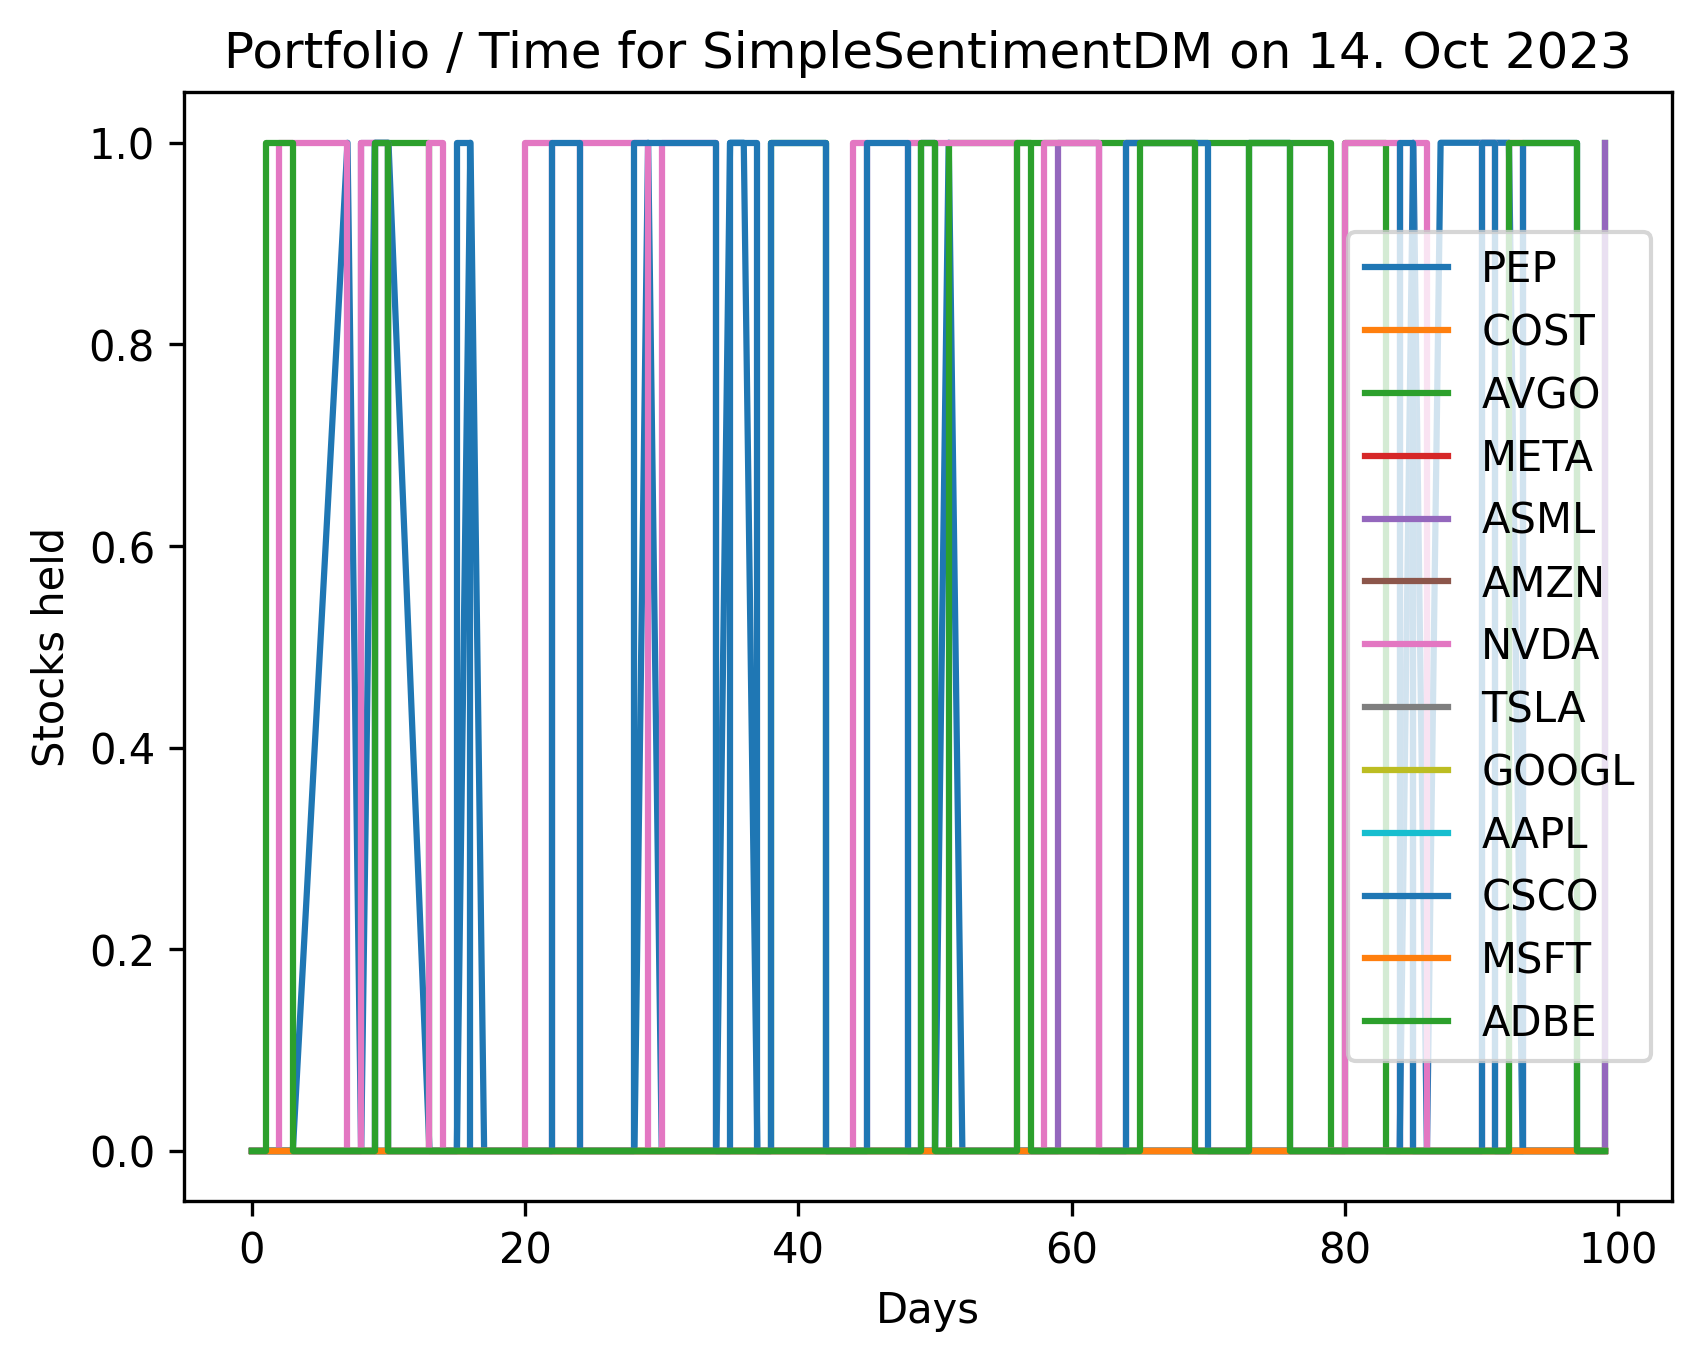 Portfolio / Time for SimpleSentimentDM on 14. Oct 2023
1.0
0.8
0.6
0.4
0.2
0.0
Stocks held
PEP
COST
AVGO
META
ASML
AMZN
NVDA
TSLA
GOOGL
AAPL
CSCO
MSFT
ADBE
0 20 40 60 80 100
Days